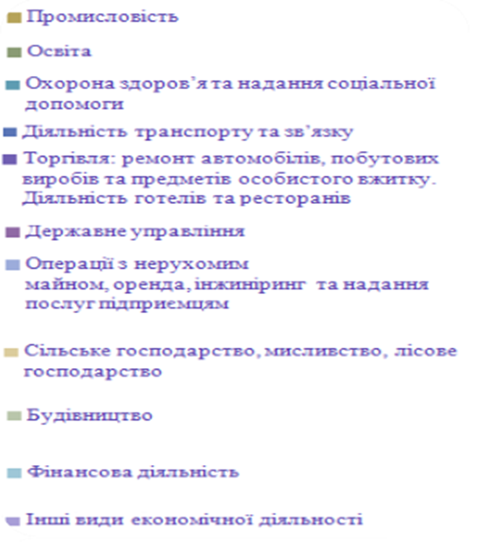 Промисловість
Освіта
Охорона здоров'я та надання соціальної
допомоги
Діяльність транспорту та зв'язку
Торгівля: ремонт автомобілів, побутових
виробів та предметів особистого вжитку.
Діяльність готелів та ресторанів
Державне управління
Операції з нерухомим
майном, оренда, інжиніринг та надання
послуг підприємцям
Сільське господарство, мисливство, лісове
господарство
Будівництво
Фінансова діяльність
Інші види економічної діяльності